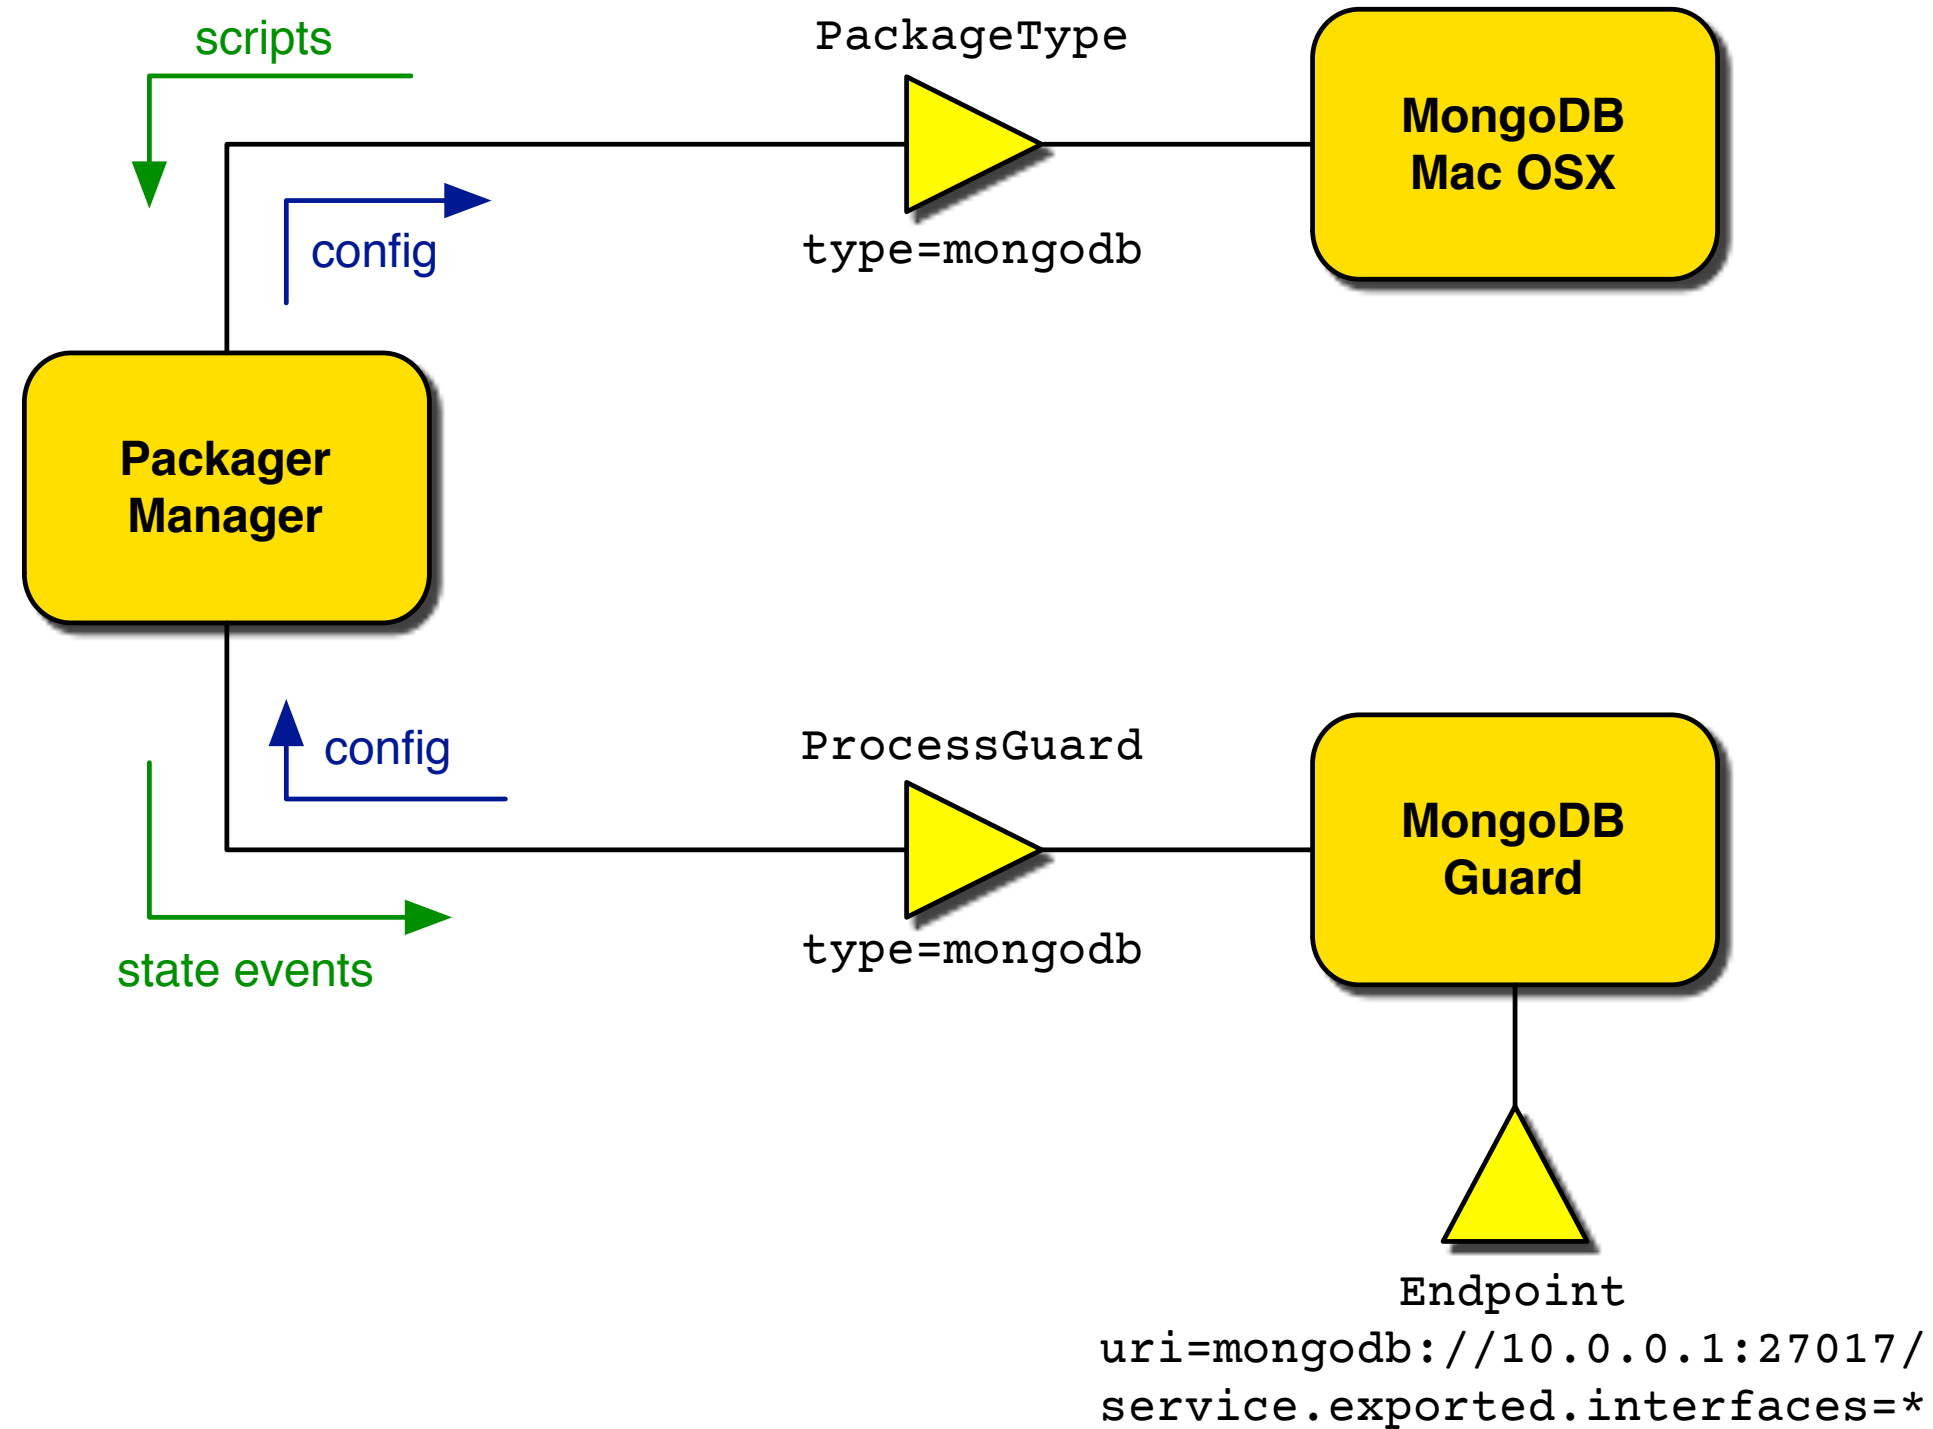 scripts
PackageType
MongoDB
Mac OSX
config
type=mongodb
Packager
Manager
config
ProcessGuard
MongoDB
Guard
type=mongodb
state events
Endpoint
uri=mongodb://10.0.0.1:27017/
service.exported.interfaces=*